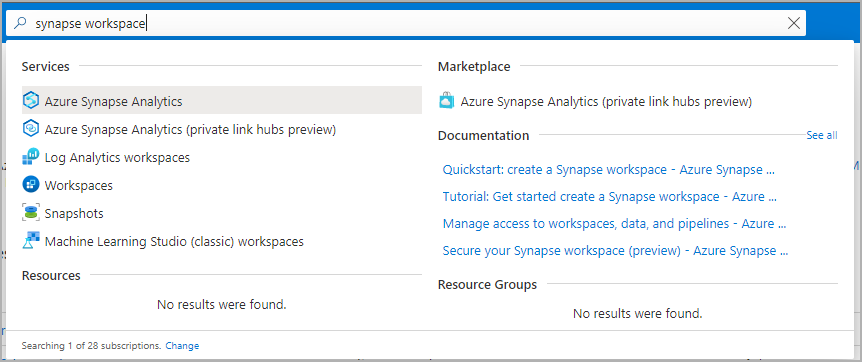 synapse workspace
Services
Azure Synapse Analytics
Azure Synapse Analytics (private link hubs preview)
Log Analytics workspaces
Workspaces
Snapshots
Machine Learning Studio (classic) workspaces
Resources
No results were found.
Marketplace
Azure Synapse Analytics (private link hubs preview)
Documentation
See all
Quickstart: create a Synapse workspace - Azure Synapse ...
Tutorial: Get started create a Synapse workspace - Azure ...
Manage access to workspaces, data, and pipelines - Azure ...
Secure your Synapse workspace (preview) - Azure Synapse ...
Resource Groups
No results were found.
Searching 1 of 28 subscriptions. Change